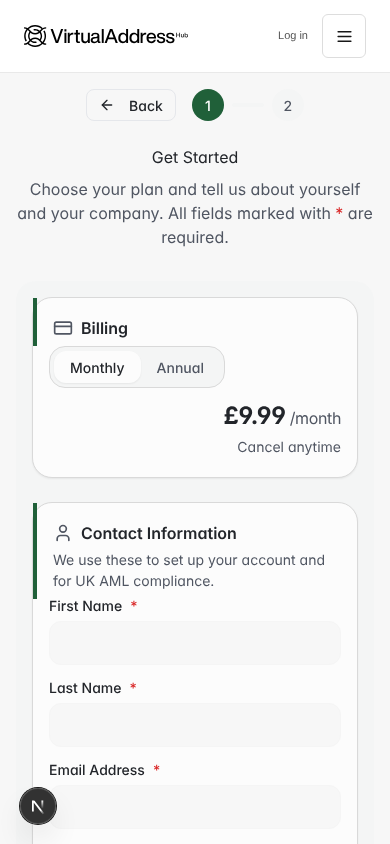 VirtualAddress Hub
Log in
Back
1
2
Get Started
Choose your plan and tell us about yourself
and your company. All fields marked with * are
required.
Billing
Monthly
Annual
£9.99 /month
Cancel anytime
Contact Information
We use these to set up your account and
for UK AML compliance.
First Name *
Last Name *
Email Address *
N